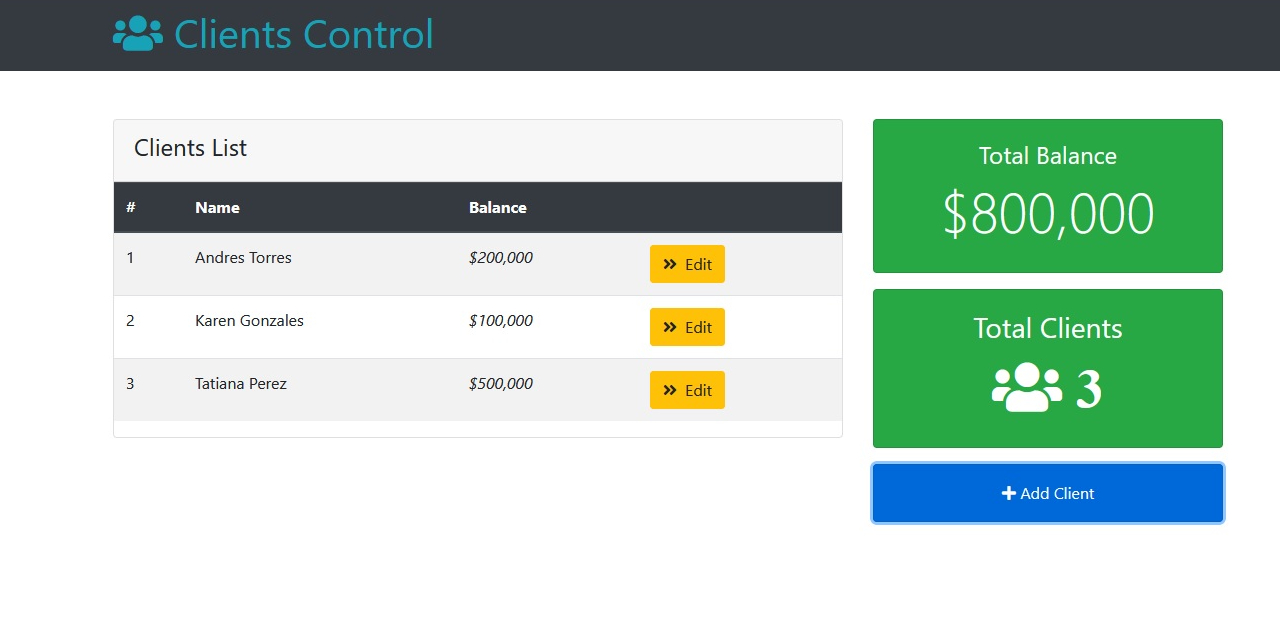 Clients Control
Clients List
# Name Balance
1 Andres Torres $200,000 Edit
2 Karen Gonzales $100,000 Edit
3 Tatiana Perez $500,000 Edit
Total Balance
$800,000
Total Clients
3
Add Client